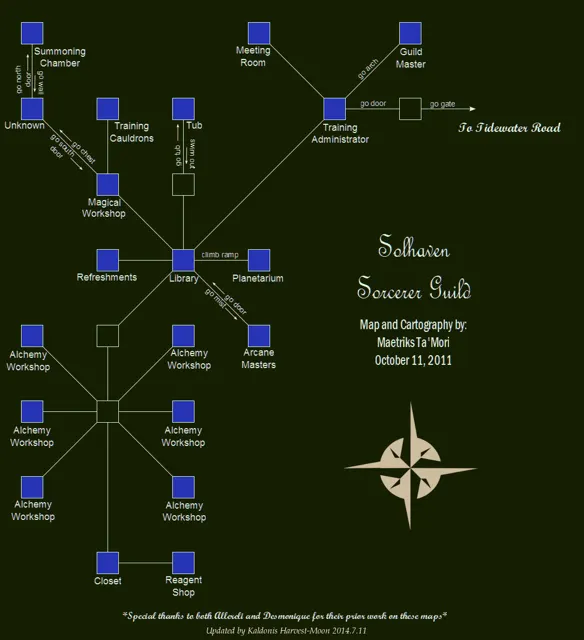 Summoning
Chamber
Meeting
Room
Guild
Master
go north
door
go wall
go arch
Unknown
Training
Cauldrons
Tub
Training
Administrator
go door
go gate
To Tidewater Road
go chest
go south
door
go tub
swim out
Magical
Workshop
Refreshments
Library
climb ramp
Planetarium
go door
go mist
Solhaven
Sorcerer Guild
Map and Cartography by:
Maetriks Ta'Mori
October 11, 2011
Alchemy
Workshop
Alchemy
Workshop
Arcane
Masters
Alchemy
Workshop
Alchemy
Workshop
Alchemy
Workshop
Alchemy
Workshop
Closet
Reagent
Shop
*Special thanks to both Allereli and Desmonique for their prior work on these maps*
Updated by Kaldonis Harvest-Moon 2014.7.11